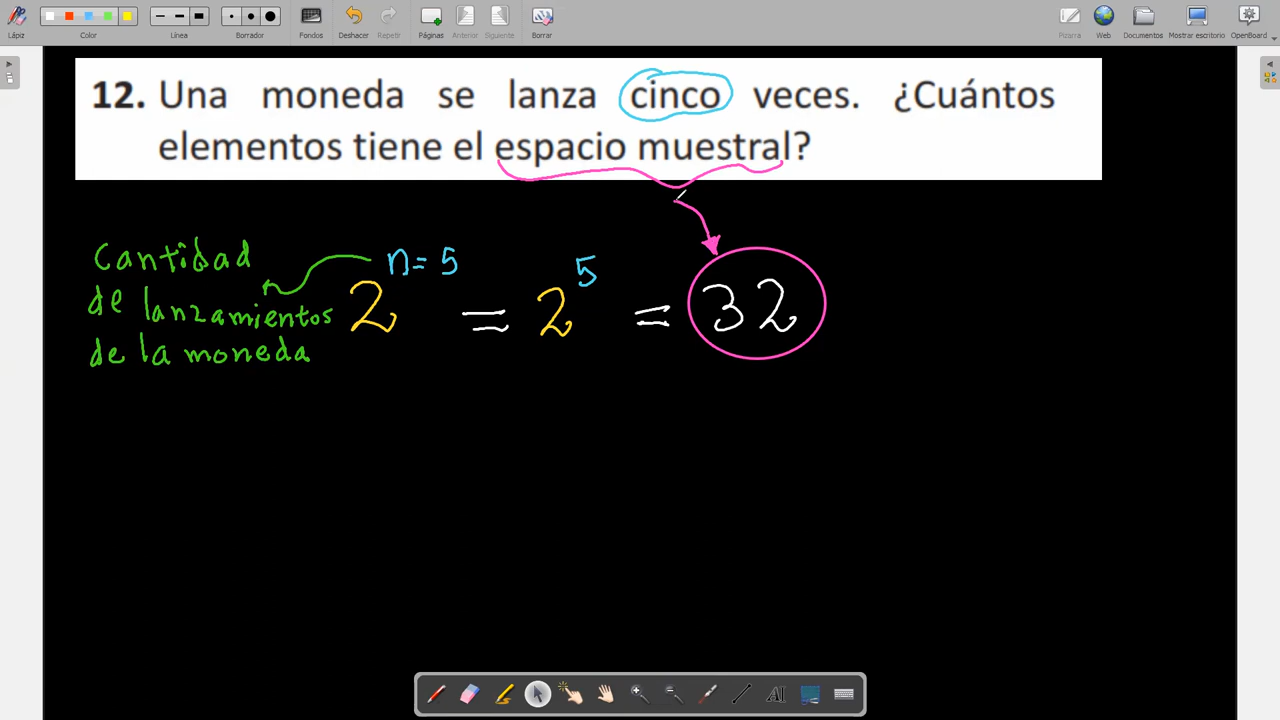 Lápiz
Color
Línea
Borrador
Fondos
Deshacer
Repetir
Páginas
Anterior
Siguiente
Borrar
Pizarra
Web
Documentos
Mostrar escritorio
OpenBoard
12. Una moneda se lanza cinco veces. ¿Cuántos
elementos tiene el espacio muestral?
Cantidad
de lanzamientos
de la moneda
2 n=5 = 2 5 = 32
AI